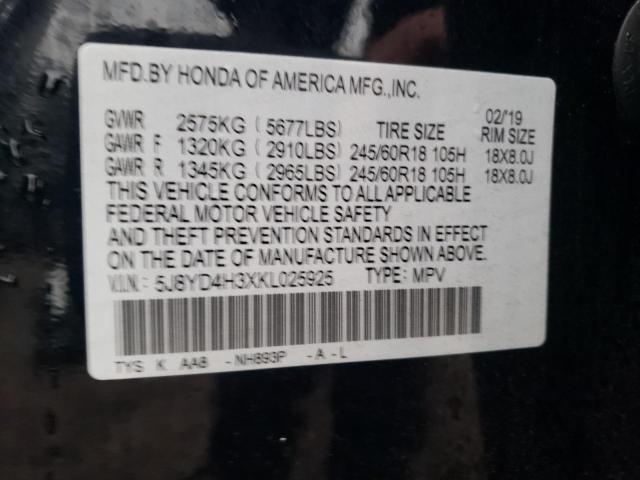 MFD.BY HONDA OF AMERICA MFG.,INC.
02/'19
GVWR 2575KG ( 5677LBS) TIRE SIZE RIM SIZE
GAWR F 1320KG ( 2910LBS) 245/60R18 105H 18X8.0J
GAWR R 1345KG ( 2965LBS) 245/60R18 105H 18X8.0J
THIS VEHICLE CONFORMS TO ALL APPLICABLE
FEDERAL MOTOR VEHICLE SAFETY
AND THEFT PREVENTION STANDARDS IN EFFECT
ON THE DATE OF MANUFACTURE SHOWN ABOVE.
V.I.N.: 5J8YD4H3XKL025925 TYPE: MPV
TYS K AA8 -NH893P -A -L